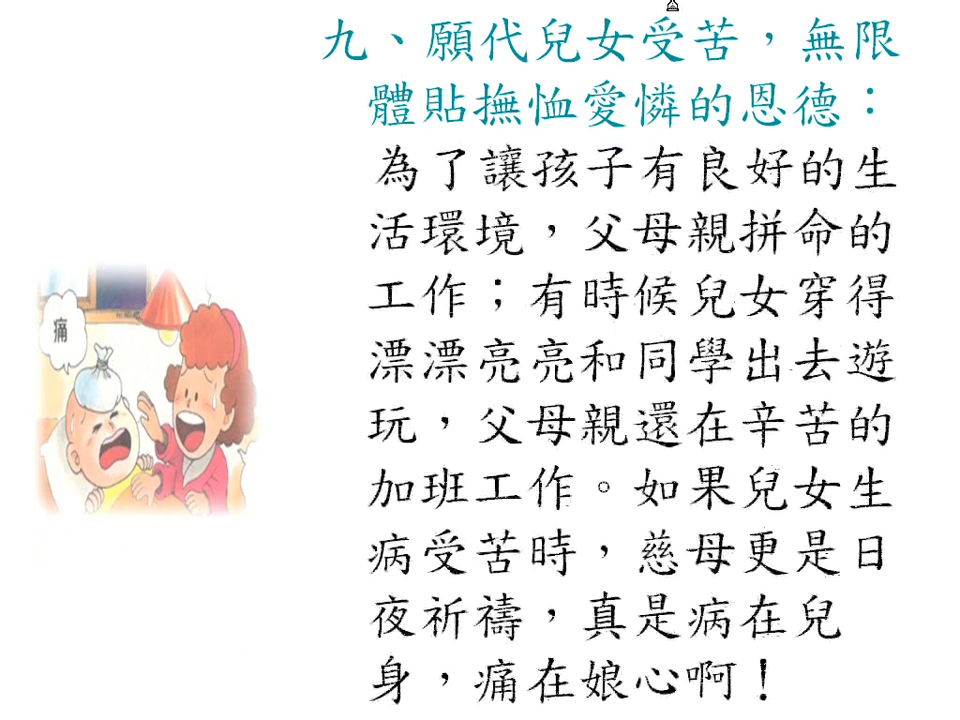 九、願代兒女受苦，無限
體貼撫恤愛憐的恩德：
為了讓孩子有良好的生
活環境，父母親拼命的
工作；有時候兒女穿得
漂漂亮亮和同學出去遊
玩，父母親還在辛苦的
加班工作。如果兒女生
病受苦時，慈母更是日
夜祈禱，真是病在兒
身，痛在娘心啊！
痛